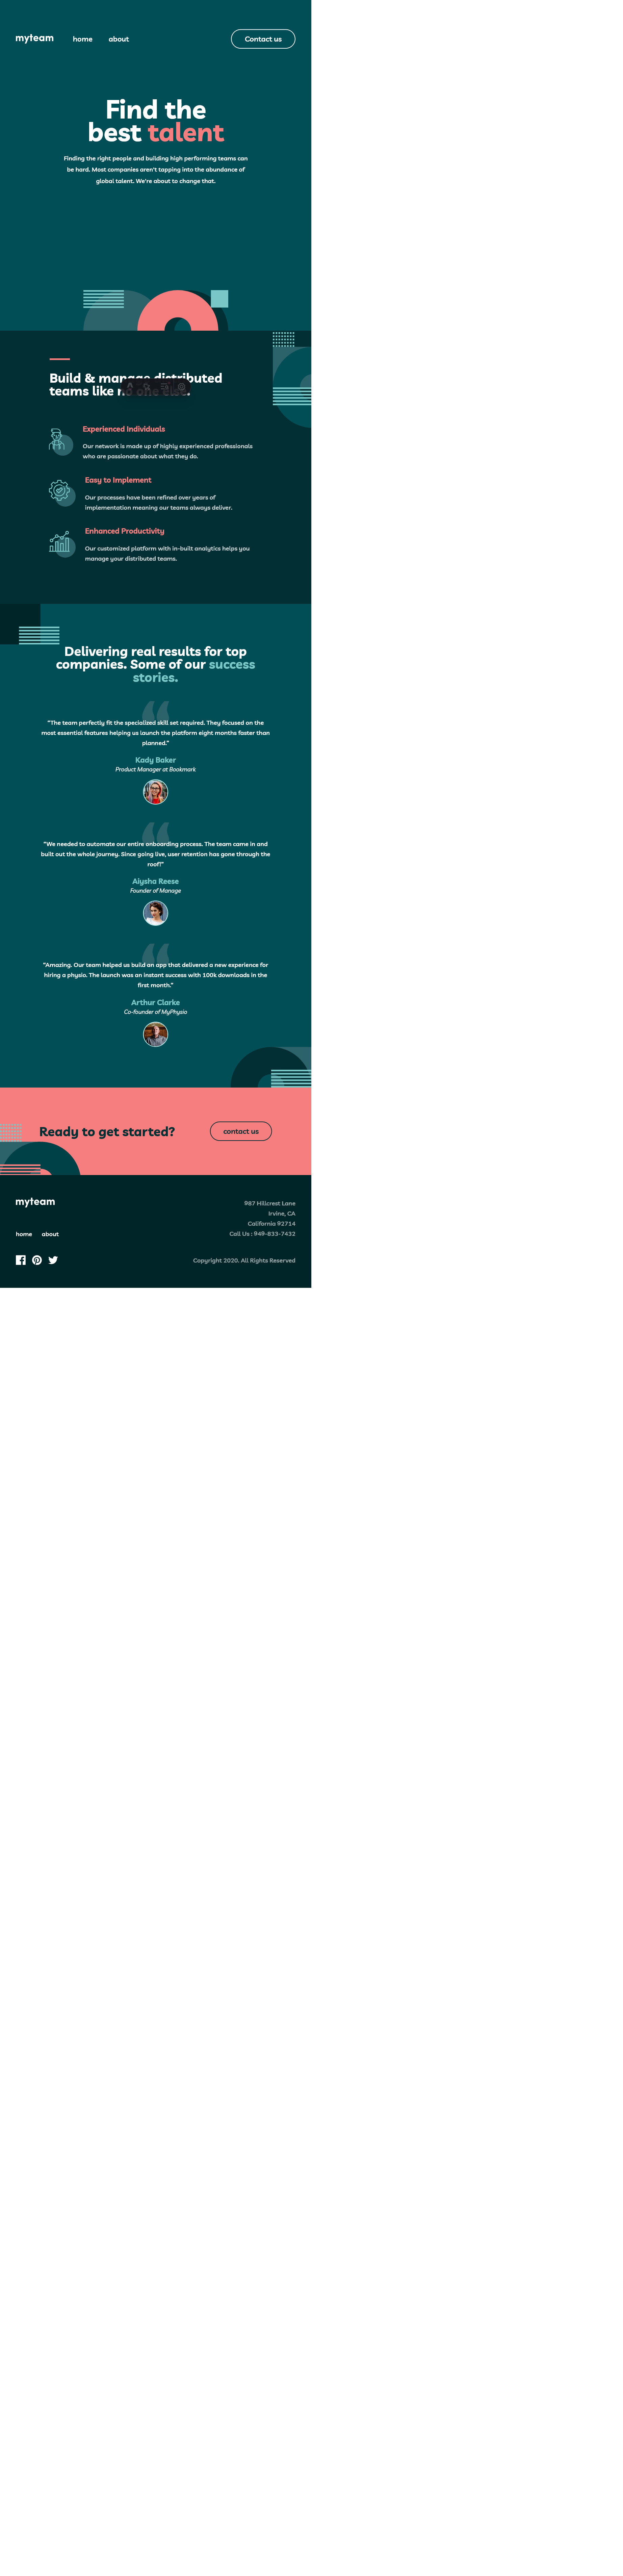 myteam home about Contact us
Find the
best talent
Finding the right people and building high performing teams can
be hard. Most companies aren't tapping into the abundance of
global talent. We're about to change that.
Build & manage distributed
teams like no one else.
Experienced Individuals
Our network is made up of highly experienced professionals
who are passionate about what they do.
Easy to Implement
Our processes have been refined over years of
implementation meaning our teams always deliver.
Enhanced Productivity
Our customized platform with in-built analytics helps you
manage your distributed teams.
Delivering real results for top
companies. Some of our success
stories.
“The team perfectly fit the specialized skill set required. They focused on the
most essential features helping us launch the platform eight months faster than
planned.”
Kady Baker
Product Manager at Bookmark
“We needed to automate our entire onboarding process. The team came in and
built out the whole journey. Since going live, user retention has gone through the
roof!”
Aiysha Reese
Founder of Manage
“Amazing. Our team helped us build an app that delivered a new experience for
hiring a physio. The launch was an instant success with 100k downloads in the
first month.”
Arthur Clarke
Co-founder of MyPhysio
Ready to get started? contact us
myteam
home about
987 Hillcrest Lane
Irvine, CA
California 92714
Call Us : 949-833-7432
Copyright 2020. All Rights Reserved